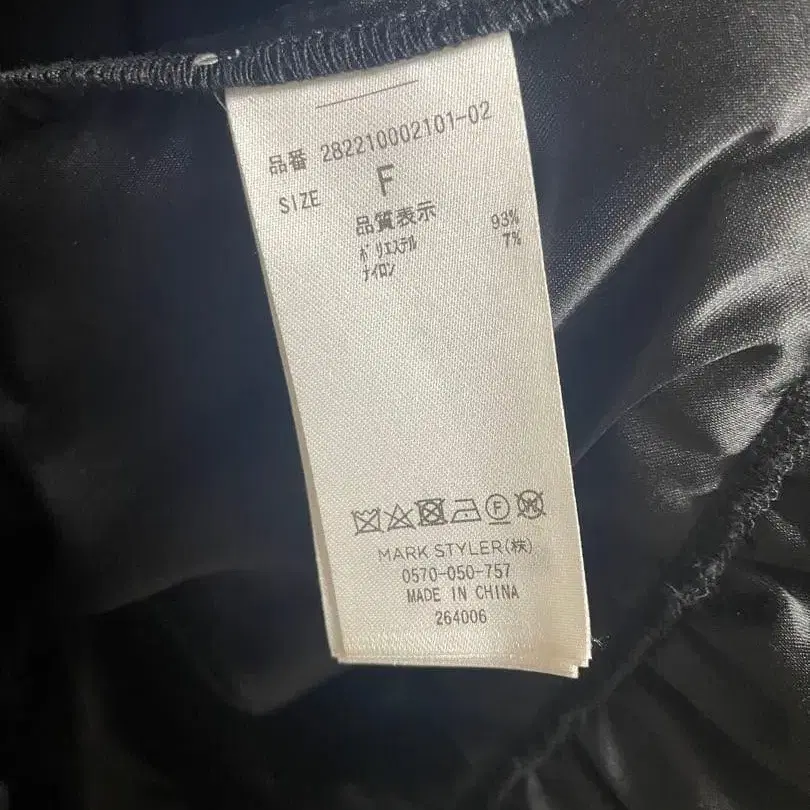 品番 282210002101-02
SIZE F
品質表示
ポリエステル 93%
ナイロン 7%
F W
MARK STYLER(株)
0570-050-757
MADE IN CHINA
264006